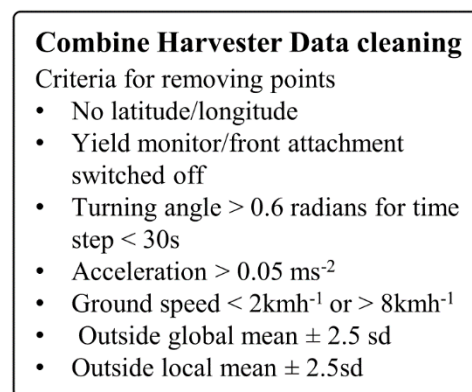 Combine Harvester Data cleaning
Criteria for removing points
• No latitude/longitude
• Yield monitor/front attachment
switched off
• Turning angle > 0.6 radians for time
step < 30s
• Acceleration > 0.05 ms⁻²
• Ground speed < 2kmh⁻¹ or > 8kmh⁻¹
• Outside global mean ± 2.5 sd
• Outside local mean ± 2.5sd